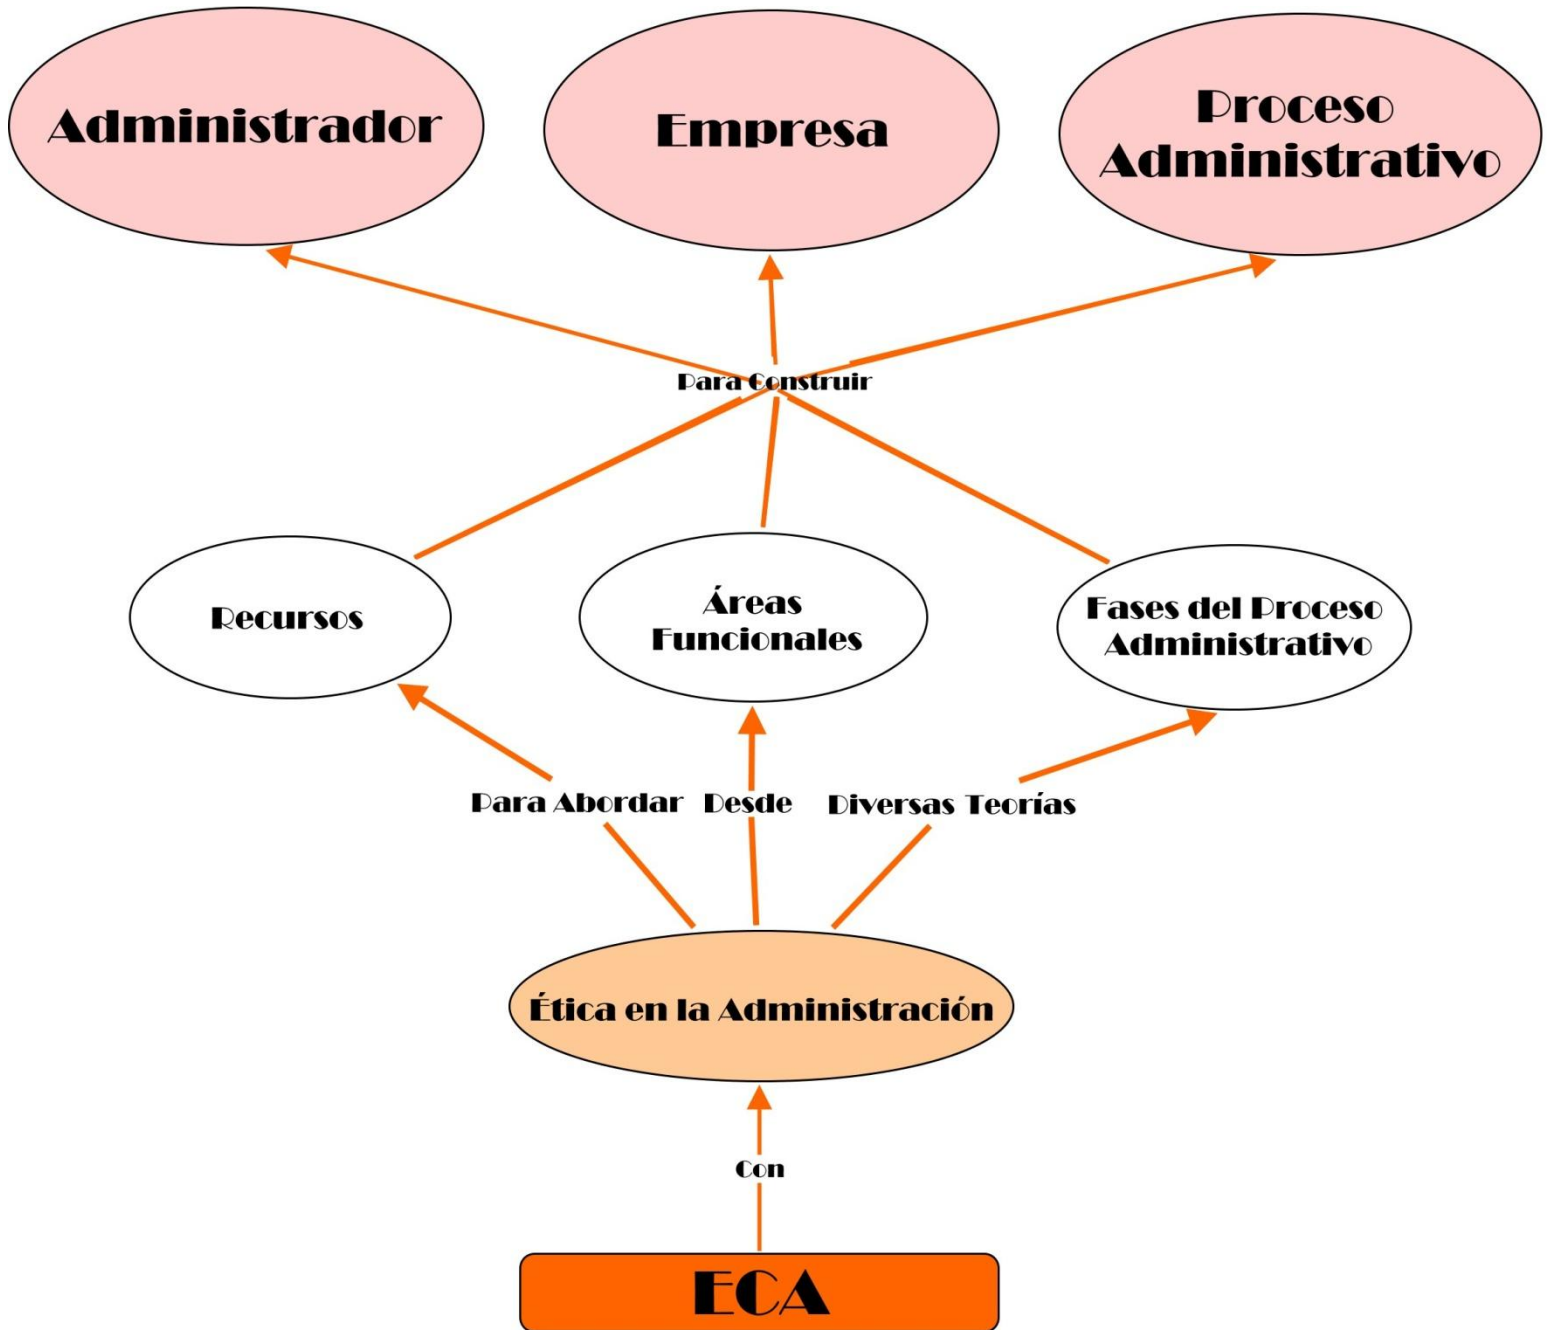 Administrador
Empresa
Proceso
Administrativo
Para Construir
Recursos
Áreas
Funcionales
Fases del Proceso
Administrativo
Para Abordar
Desde
Diversas Teorías
Ética en la Administración
Con
ECA